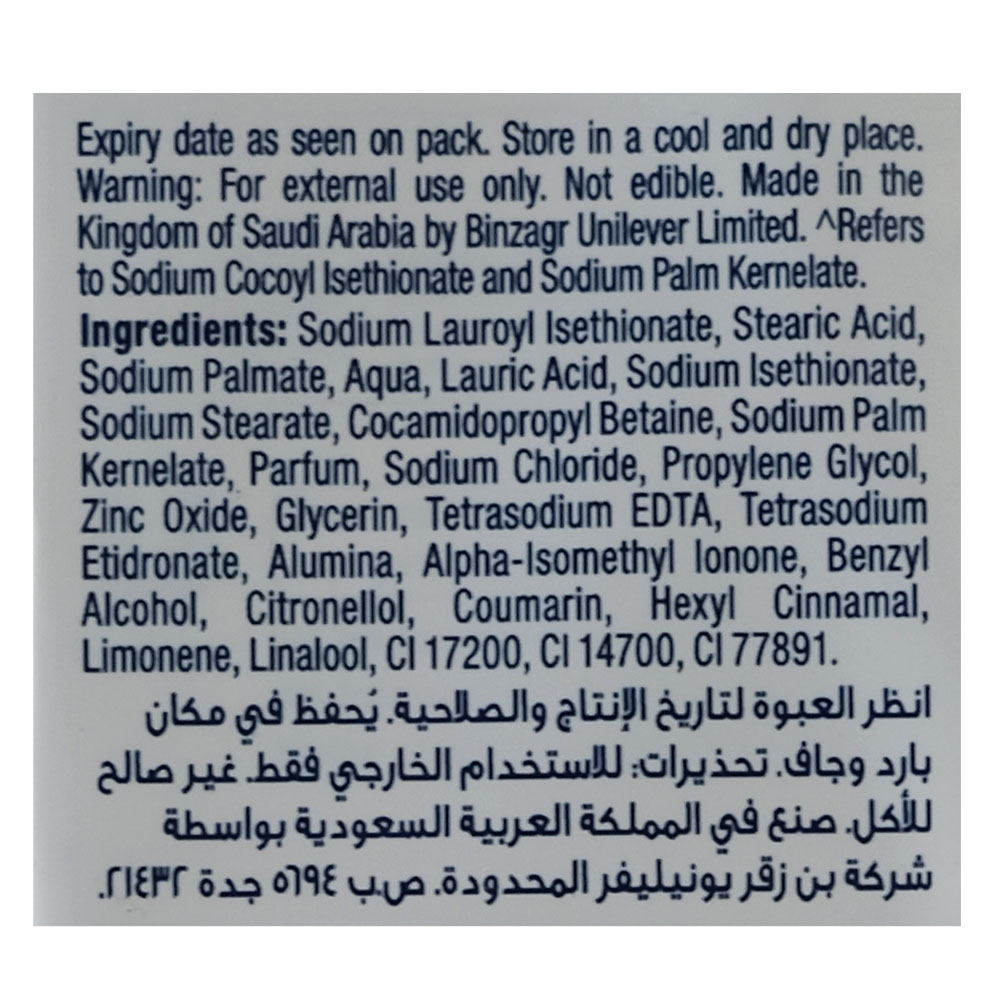 Expiry date as seen on pack. Store in a cool and dry place.
Warning: For external use only. Not edible. Made in the
Kingdom of Saudi Arabia by Binzagr Unilever Limited. ^Refers
to Sodium Cocoyl Isethionate and Sodium Palm Kernelate.
Ingredients: Sodium Lauroyl Isethionate, Stearic Acid,
Sodium Palmate, Aqua, Lauric Acid, Sodium Isethionate,
Sodium Stearate, Cocamidopropyl Betaine, Sodium Palm
Kernelate, Parfum, Sodium Chloride, Propylene Glycol,
Zinc Oxide, Glycerin, Tetrasodium EDTA, Tetrasodium
Etidronate, Alumina, Alpha-Isomethyl Ionone, Benzyl
Alcohol, Citronellol, Coumarin, Hexyl Cinnamal,
Limonene, Linalool, CI 17200, CI 14700, CI 77891.
انظر العبوة لتاريخ الإنتاج والصلاحية. يُحفظ في مكان
بارد وجاف. تحذيرات: للاستخدام الخارجي فقط. غير صالح
للأكل. صنع في المملكة العربية السعودية بواسطة
شركة بن زقر يونيليفر المحدودة. ص.ب ٥٦٩٤ جدة ٢١٤٣٢.